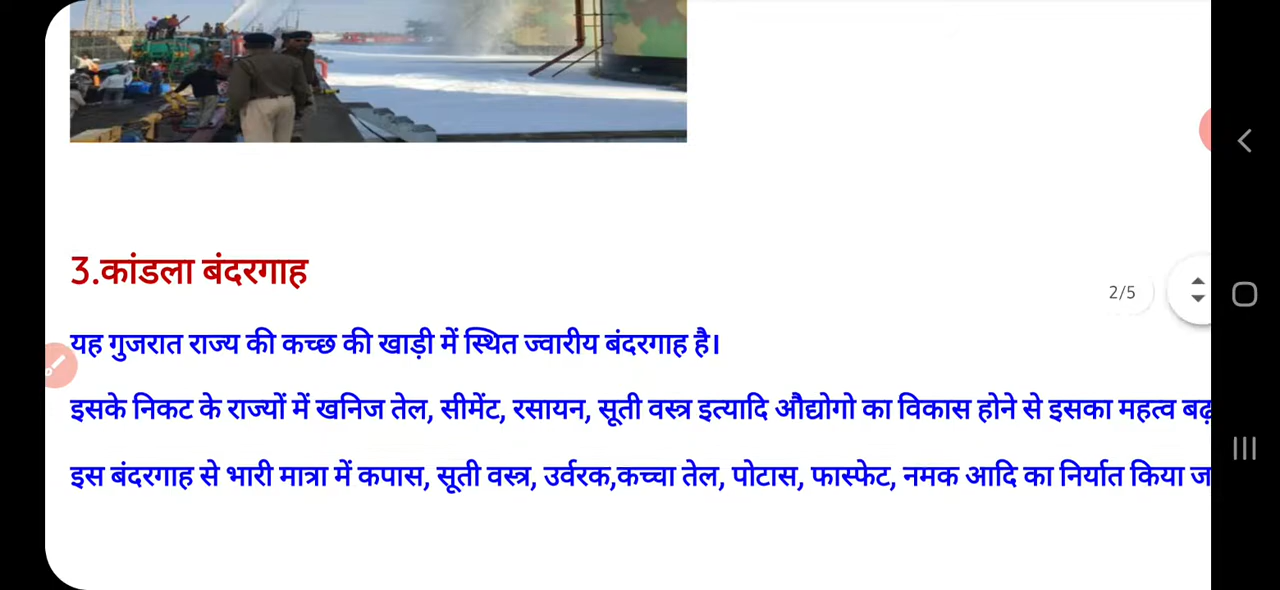 3.कांडला बंदरगाह
2/5
यह गुजरात राज्य की कच्छ की खाड़ी में स्थित ज्वारीय बंदरगाह है।
इसके निकट के राज्यों में खनिज तेल, सीमेंट, रसायन, सूती वस्त्र इत्यादि औद्योगो का विकास होने से इसका महत्व बढ़
इस बंदरगाह से भारी मात्रा में कपास, सूती वस्त्र, उर्वरक,कच्चा तेल, पोटास, फास्फेट, नमक आदि का निर्यात किया ज